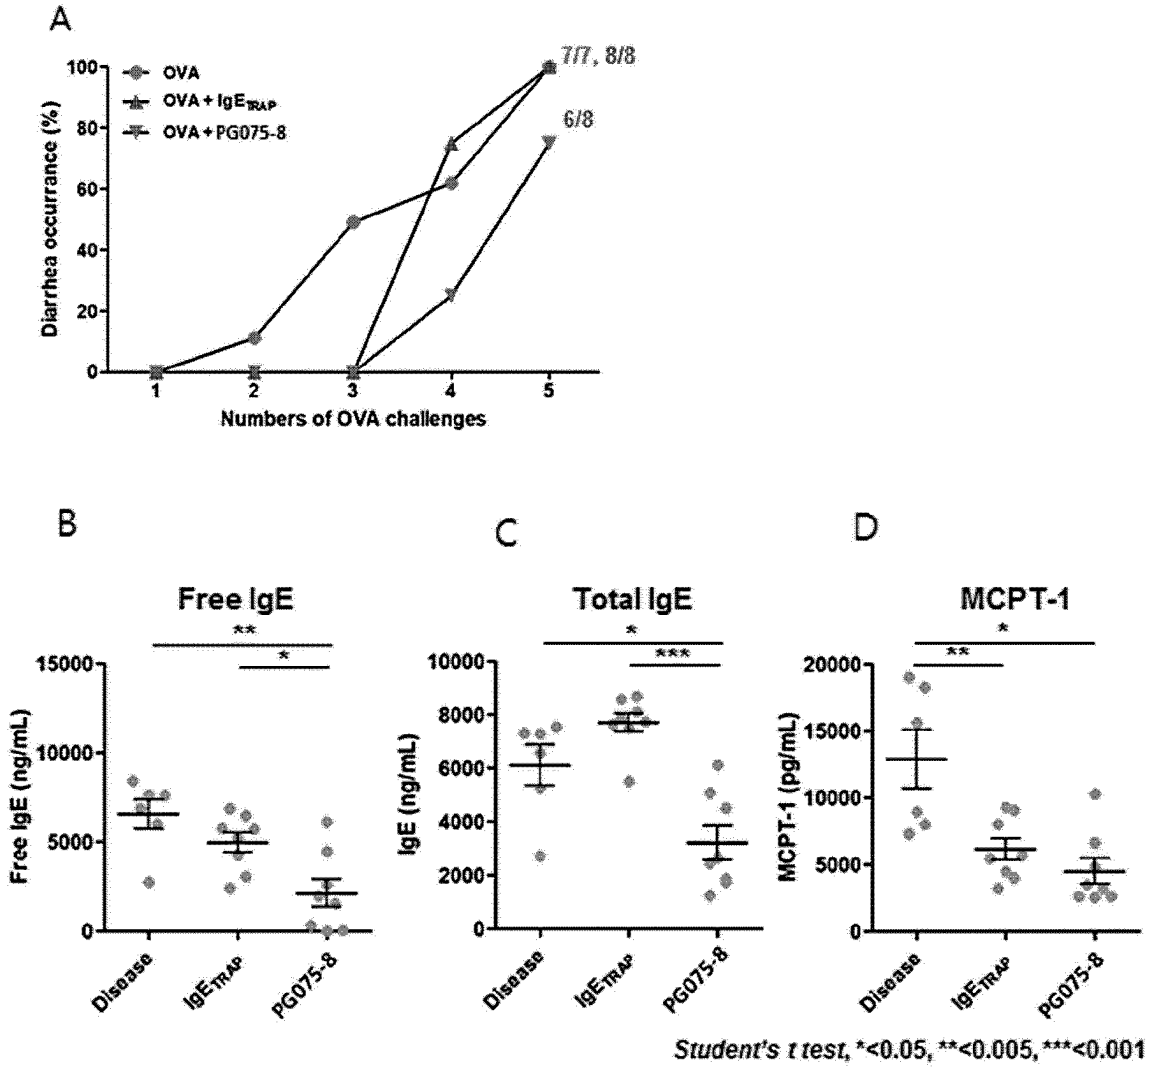 A
7/7, 8/8
6/8
OVA
OVA + IgETRAP
OVA + PG075-8
Diarrhea occurrance (%)
100
80
60
40
20
0
1 2 3 4 5
Numbers of OVA challenges
B
Free IgE
**
*
Free IgE (ng/mL)
15000
10000
5000
0
Disease
IgETRAP
PG075-8
C
Total IgE
*
***
IgE (ng/mL)
10000
8000
6000
4000
2000
0
Disease
IgETRAP
PG075-8
D
MCPT-1
*
**
MCPT-1 (pg/mL)
20000
15000
10000
5000
0
Disease
IgETRAP
PG075-8
Student's t test, *<0.05, **<0.005, ***<0.001